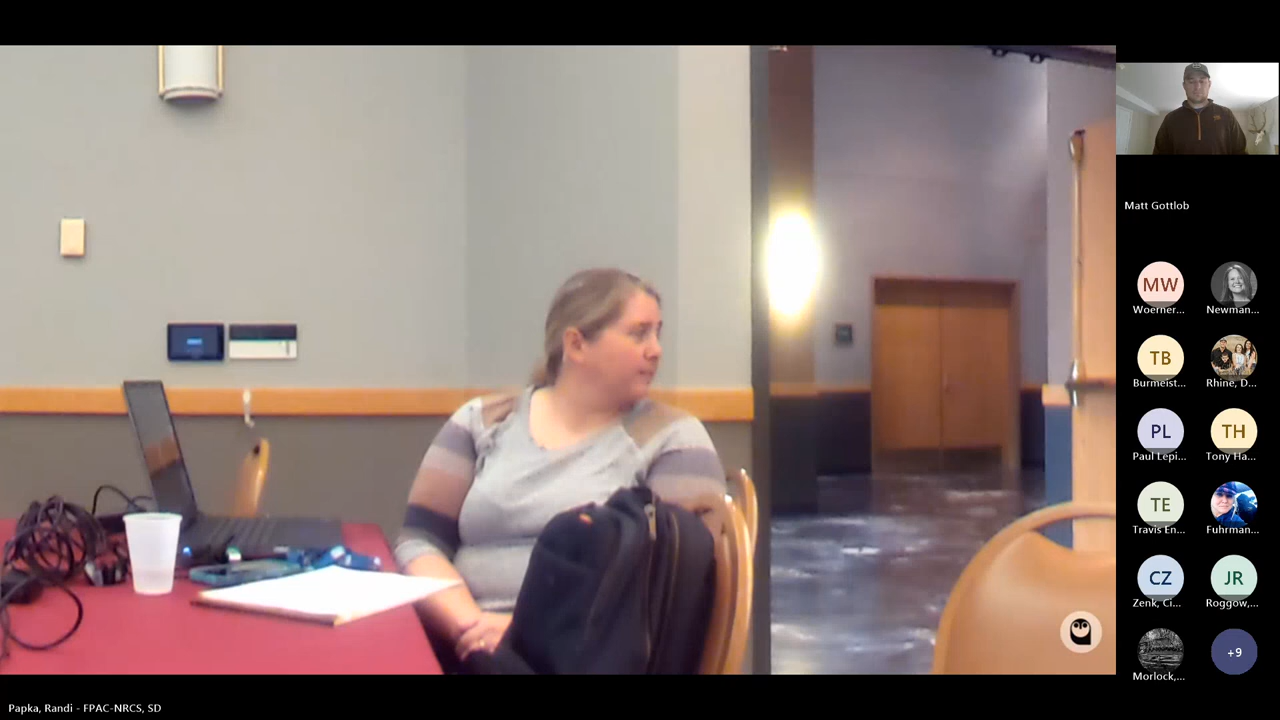 Matt Gottlob
MW
Woerner...
Newman...
TB
Burmeist...
Rhine, D...
PL
TH
Paul Lepi...
Tony Ha...
TE
Travis En...
Fuhrman...
CZ
JR
Zenk, Ci...
Roggow,...
+9
Morlock,...
Papka, Randi - FPAC-NRCS, SD